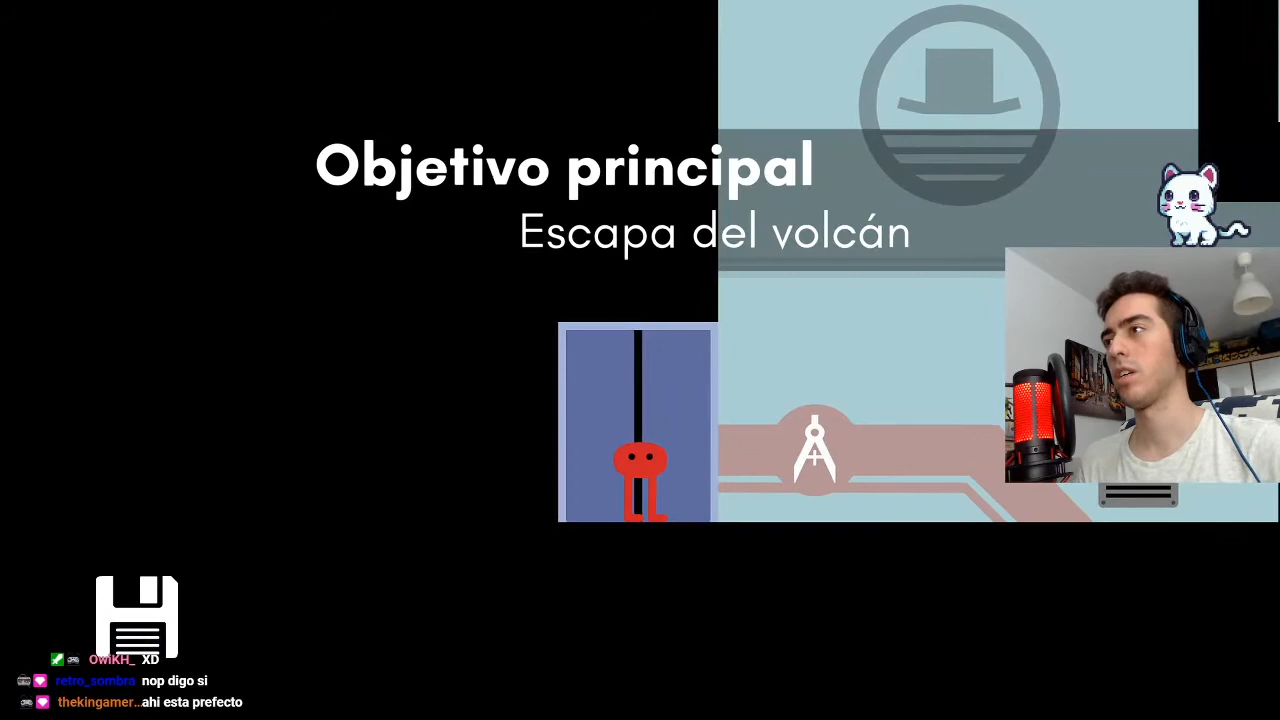 Objetivo principal
Escapa del volcán
OwiKH_ XD
retro_sombra nop digo si
thekingamer... ahi esta prefecto